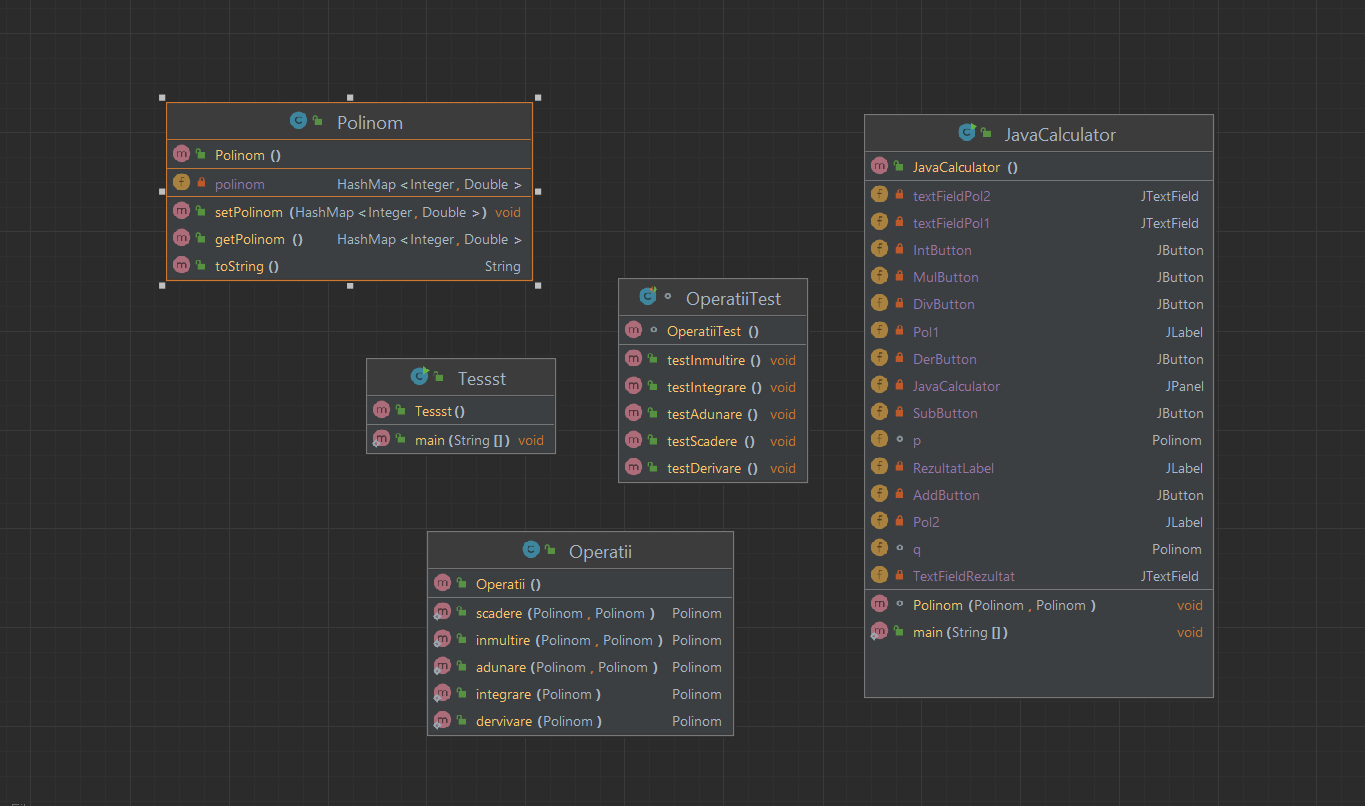 Polinom
Polinom ()
polinom HashMap <Integer, Double >
setPolinom (HashMap <Integer, Double >) void
getPolinom () HashMap <Integer, Double >
toString () String
Tessst
Tessst ()
main (String []) void
OperatiiTest
OperatiiTest ()
testInmultire () void
testIntegrare () void
testAdunare () void
testScadere () void
testDerivare () void
Operatii
Operatii ()
scadere (Polinom , Polinom ) Polinom
inmultire (Polinom , Polinom ) Polinom
adunare (Polinom , Polinom ) Polinom
integrare (Polinom ) Polinom
dervivare (Polinom ) Polinom
JavaCalculator
JavaCalculator ()
textFieldPol2 JTextField
textFieldPol1 JTextField
IntButton JButton
MulButton JButton
DivButton JButton
Pol1 JLabel
DerButton JButton
JavaCalculator JPanel
SubButton JButton
p Polinom
RezultatLabel JLabel
AddButton JButton
Pol2 JLabel
q Polinom
TextFieldRezultat JTextField
Polinom (Polinom , Polinom ) void
main (String []) void